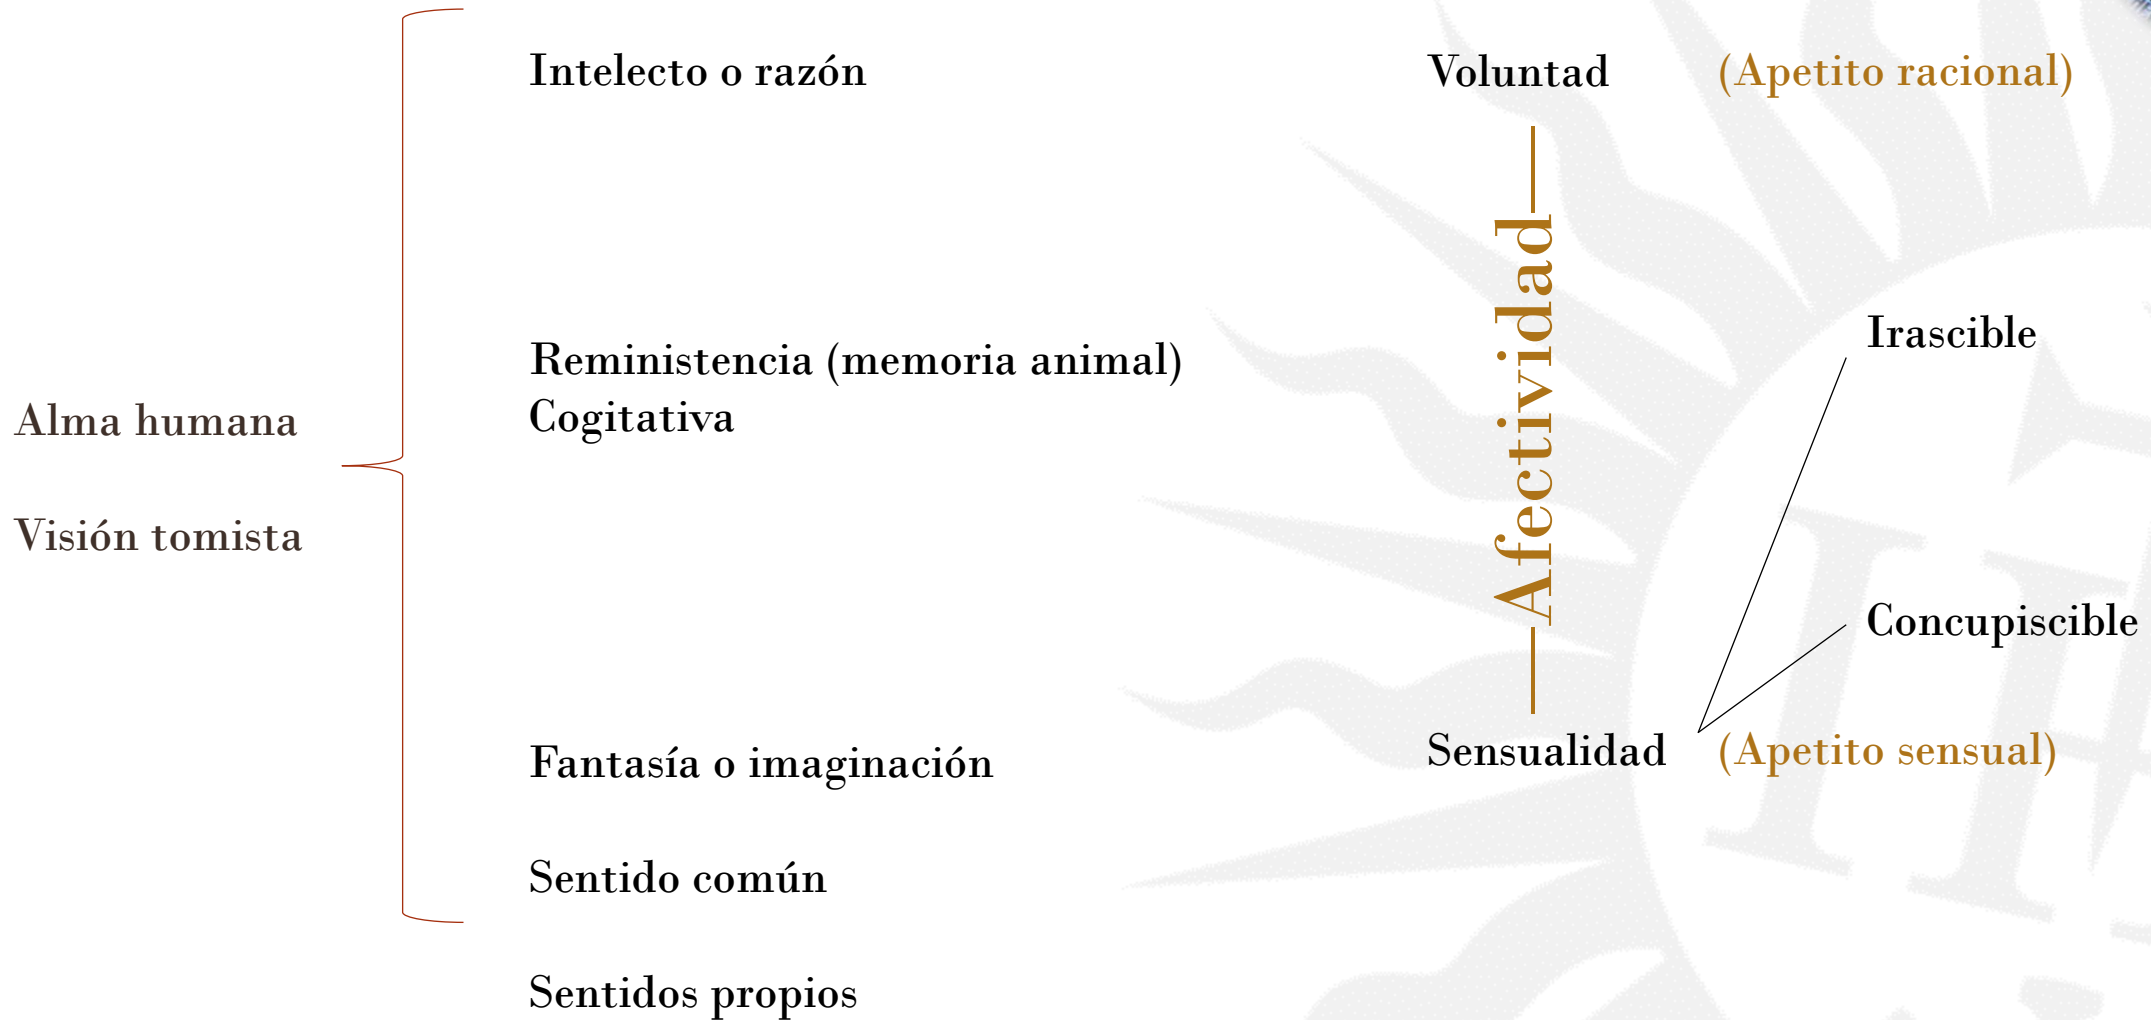 Intelecto o razón
Voluntad (Apetito racional)
Afectividad
Irascible
Reministencia (memoria animal)
Cogitativa
Alma humana
Visión tomista
Concupiscible
Sensualidad (Apetito sensual)
Fantasía o imaginación
Sentido común
Sentidos propios